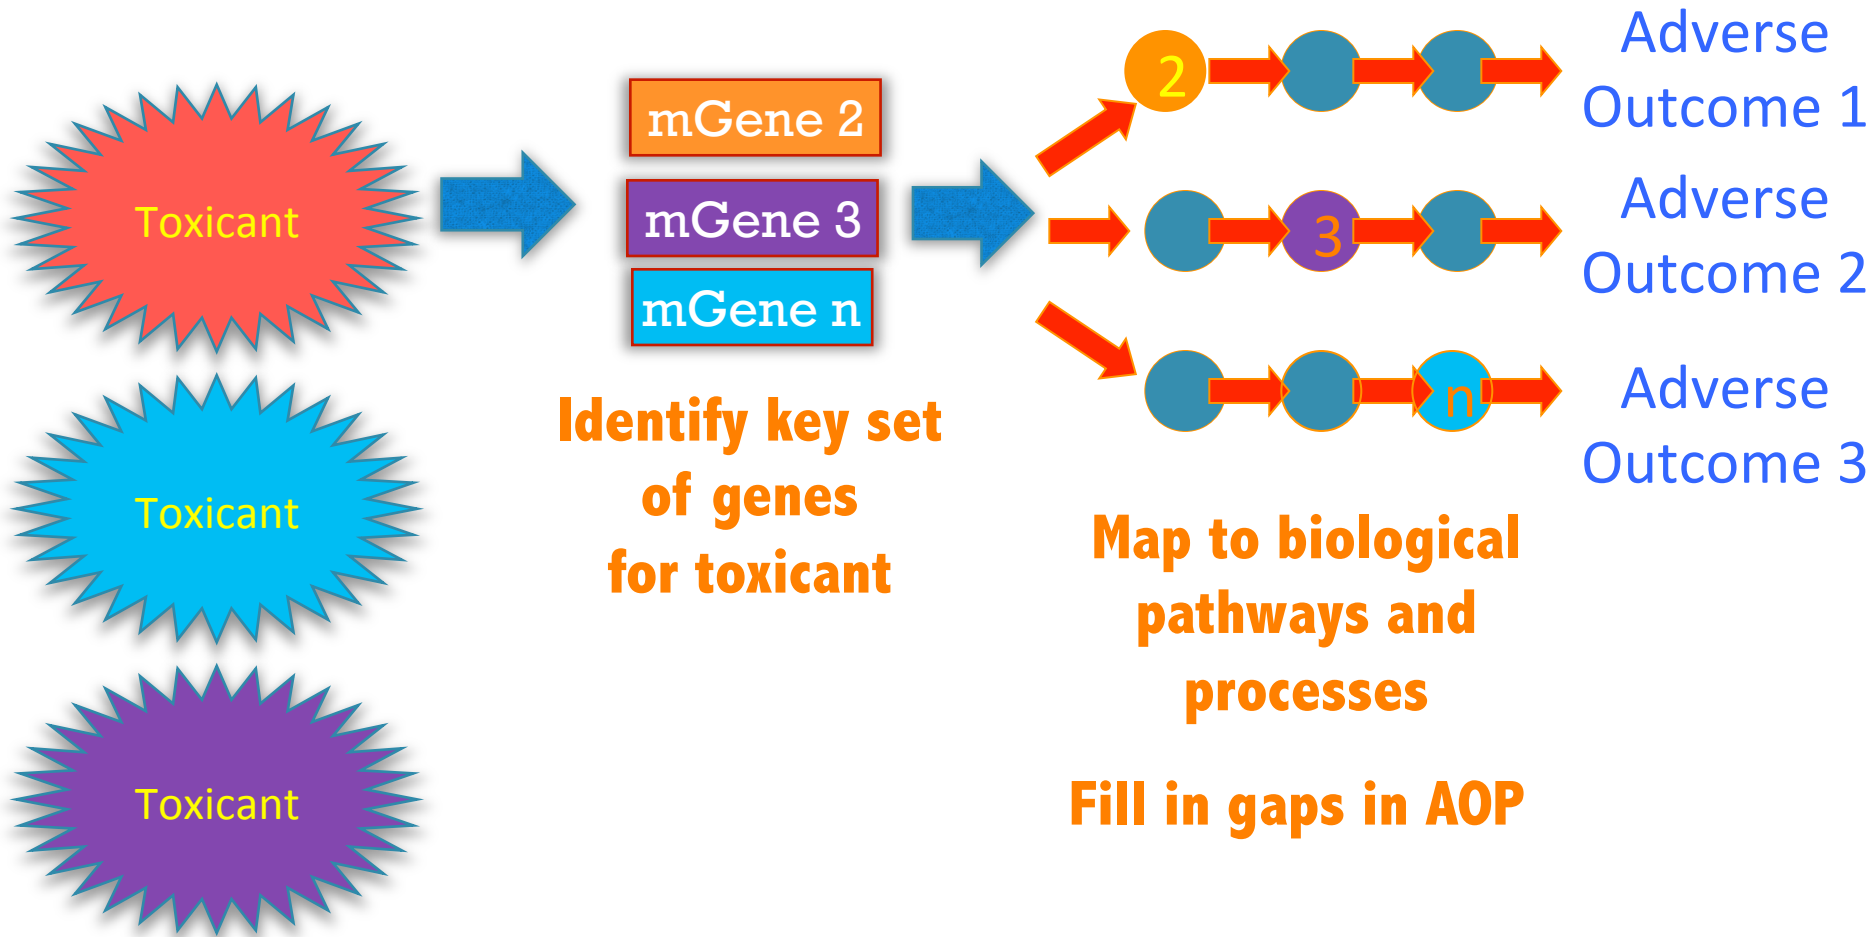 Toxicant
Toxicant
Toxicant
mGene 2
mGene 3
mGene n
Identify key set
of genes
for toxicant
2
3
n
Adverse
Outcome 1
Adverse
Outcome 2
Adverse
Outcome 3
Map to biological
pathways and
processes
Fill in gaps in AOP